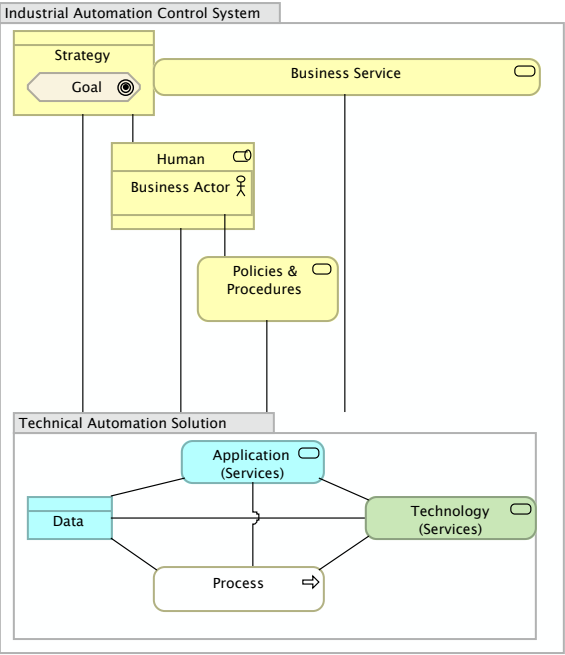 Industrial Automation Control System
Strategy
Goal
Business Service
Human
Business Actor
Policies &
Procedures
Technical Automation Solution
Application
(Services)
Data
Technology
(Services)
Process